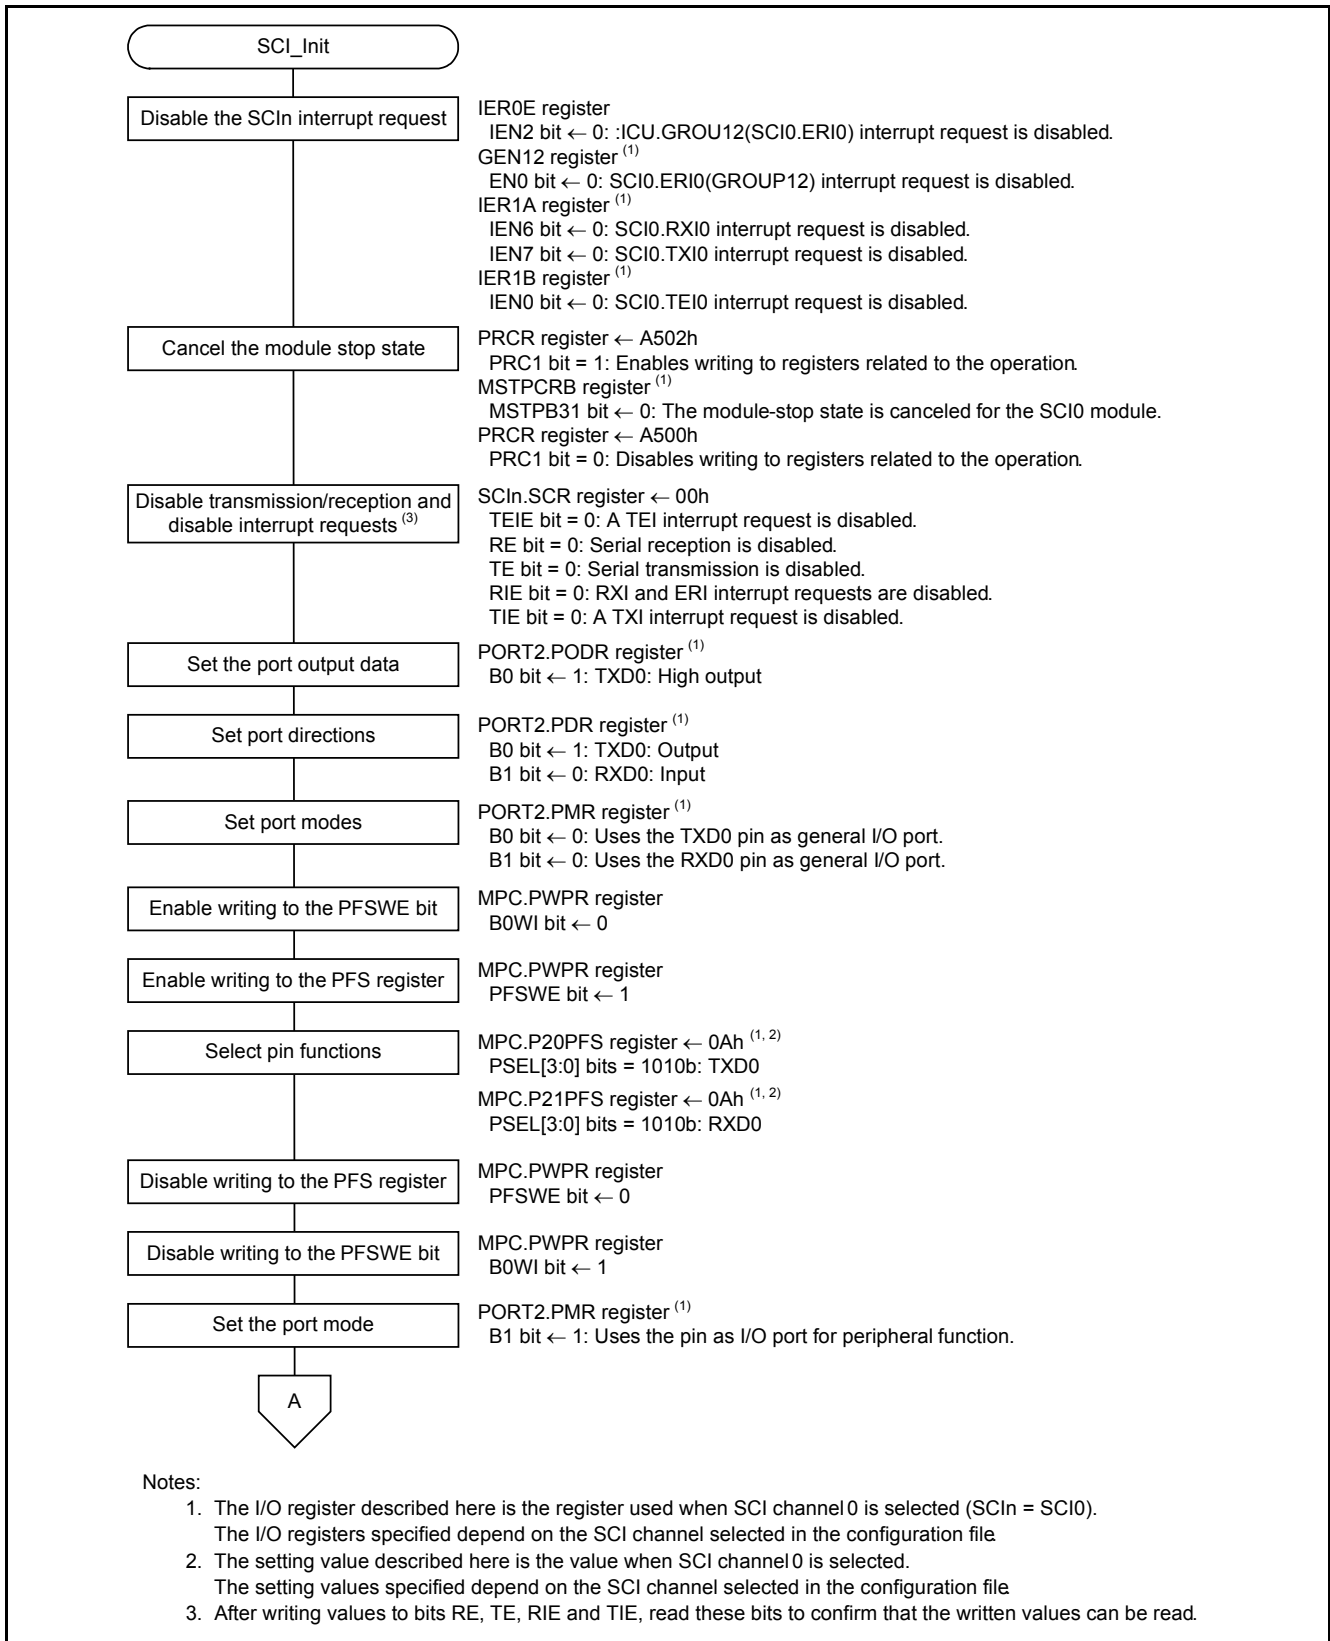 SCI_Init
Disable the SCIn interrupt request
IER0E register
IEN2 bit ← 0: :ICU.GROU12(SCI0.ERI0) interrupt request is disabled.
GEN12 register (1)
EN0 bit ← 0: SCI0.ERI0(GROUP12) interrupt request is disabled.
IER1A register (1)
IEN6 bit ← 0: SCI0.RXI0 interrupt request is disabled.
IEN7 bit ← 0: SCI0.TXI0 interrupt request is disabled.
IER1B register (1)
IEN0 bit ← 0: SCI0.TEI0 interrupt request is disabled.
Cancel the module stop state
PRCR register ← A502h
PRC1 bit = 1: Enables writing to registers related to the operation.
MSTPCRB register (1)
MSTPB31 bit ← 0: The module-stop state is canceled for the SCI0 module.
PRCR register ← A500h
PRC1 bit = 0: Disables writing to registers related to the operation.
Disable transmission/reception and
disable interrupt requests (3)
SCIn.SCR register ← 00h
TEIE bit = 0: A TEI interrupt request is disabled.
RE bit = 0: Serial reception is disabled.
TE bit = 0: Serial transmission is disabled.
RIE bit = 0: RXI and ERI interrupt requests are disabled.
TIE bit = 0: A TXI interrupt request is disabled.
Set the port output data
PORT2.PODR register (1)
B0 bit ← 1: TXD0: High output
Set port directions
PORT2.PDR register (1)
B0 bit ← 1: TXD0: Output
B1 bit ← 0: RXD0: Input
Set port modes
PORT2.PMR register (1)
B0 bit ← 0: Uses the TXD0 pin as general I/O port.
B1 bit ← 0: Uses the RXD0 pin as general I/O port.
Enable writing to the PFSWE bit
MPC.PWPR register
B0WI bit ← 0
Enable writing to the PFS register
MPC.PWPR register
PFSWE bit ← 1
Select pin functions
MPC.P20PFS register ← 0Ah (1, 2)
PSEL[3:0] bits = 1010b: TXD0
MPC.P21PFS register ← 0Ah (1, 2)
PSEL[3:0] bits = 1010b: RXD0
Disable writing to the PFS register
MPC.PWPR register
PFSWE bit ← 0
Disable writing to the PFSWE bit
MPC.PWPR register
B0WI bit ← 1
Set the port mode
PORT2.PMR register (1)
B1 bit ← 1: Uses the pin as I/O port for peripheral function.
A
Notes:
1. The I/O register described here is the register used when SCI channel 0 is selected (SCIn = SCI0).
The I/O registers specified depend on the SCI channel selected in the configuration file.
2. The setting value described here is the value when SCI channel 0 is selected.
The setting values specified depend on the SCI channel selected in the configuration file.
3. After writing values to bits RE, TE, RIE and TIE, read these bits to confirm that the written values can be read.